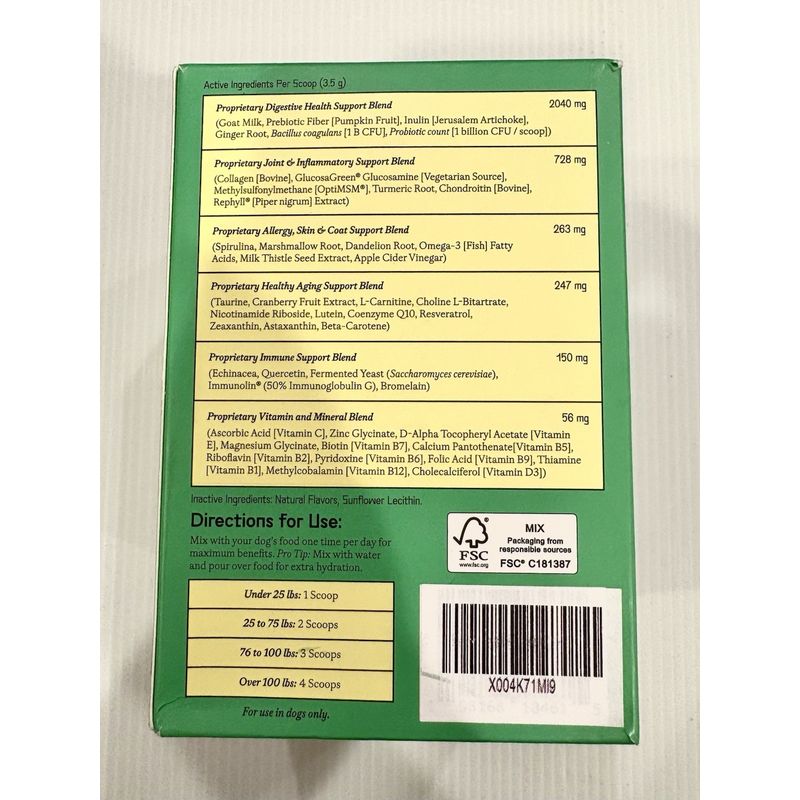 Active Ingredients Per Scoop (3.5 g)
Proprietary Digestive Health Support Blend 2040 mg
(Goat Milk, Prebiotic Fiber [Pumpkin Fruit], Inulin [Jerusalem Artichoke],
Ginger Root, Bacillus coagulans [1 B CFU], Probiotic count [1 billion CFU / scoop])
Proprietary Joint & Inflammatory Support Blend 728 mg
(Collagen [Bovine], GlucosaGreen® Glucosamine [Vegetarian Source],
Methylsulfonylmethane [OptiMSM®], Turmeric Root, Chondroitin [Bovine],
Rephyll® [Piper nigrum] Extract)
Proprietary Allergy, Skin & Coat Support Blend 263 mg
(Spirulina, Marshmallow Root, Dandelion Root, Omega-3 [Fish] Fatty
Acids, Milk Thistle Seed Extract, Apple Cider Vinegar)
Proprietary Healthy Aging Support Blend 247 mg
(Taurine, Cranberry Fruit Extract, L-Carnitine, Choline L-Bitartrate,
Nicotinamide Riboside, Lutein, Coenzyme Q10, Resveratrol,
Zeaxanthin, Astaxanthin, Beta-Carotene)
Proprietary Immune Support Blend 150 mg
(Echinacea, Quercetin, Fermented Yeast (Saccharomyces cerevisiae),
Immunolin® (50% Immunoglobulin G), Bromelain)
Proprietary Vitamin and Mineral Blend 56 mg
(Ascorbic Acid [Vitamin C], Zinc Glycinate, D-Alpha Tocopheryl Acetate [Vitamin
E], Magnesium Glycinate, Biotin [Vitamin B7], Calcium Pantothenate[Vitamin B5],
Riboflavin [Vitamin B2], Pyridoxine [Vitamin B6], Folic Acid [Vitamin B9], Thiamine
[Vitamin B1], Methylcobalamin [Vitamin B12], Cholecalciferol [Vitamin D3])
Inactive Ingredients: Natural Flavors, Sunflower Lecithin.
Directions for Use:
Mix with your dog's food one time per day for
maximum benefits. Pro Tip: Mix with water
and pour over food for extra hydration.
Under 25 lbs: 1 Scoop
25 to 75 lbs: 2 Scoops
76 to 100 lbs: 3 Scoops
Over 100 lbs: 4 Scoops
For use in dogs only.
FSC®
www.fsc.org
MIX
Packaging from
responsible sources
FSC® C181387
X004K71MI9